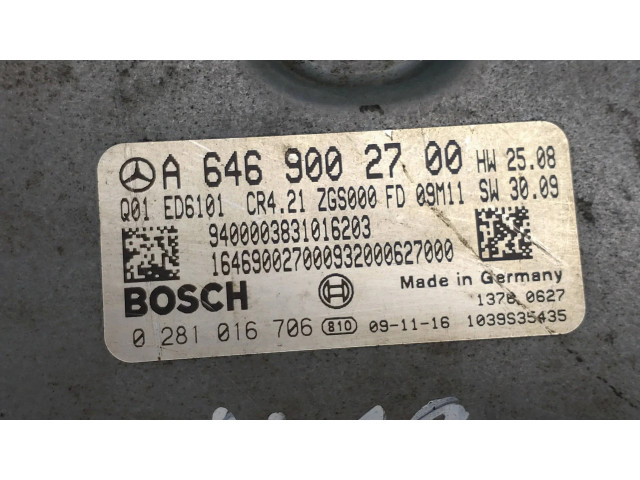 A 646 900 27 00 HW 25.08
Q01 ED6101 CR4.21 ZGS000 FD 09M11 SW 30.09
9400003831016203
164690027000932000627000
BOSCH Made in Germany
1378 0627
0 281 016 706 810 09-11-16 1039S35435